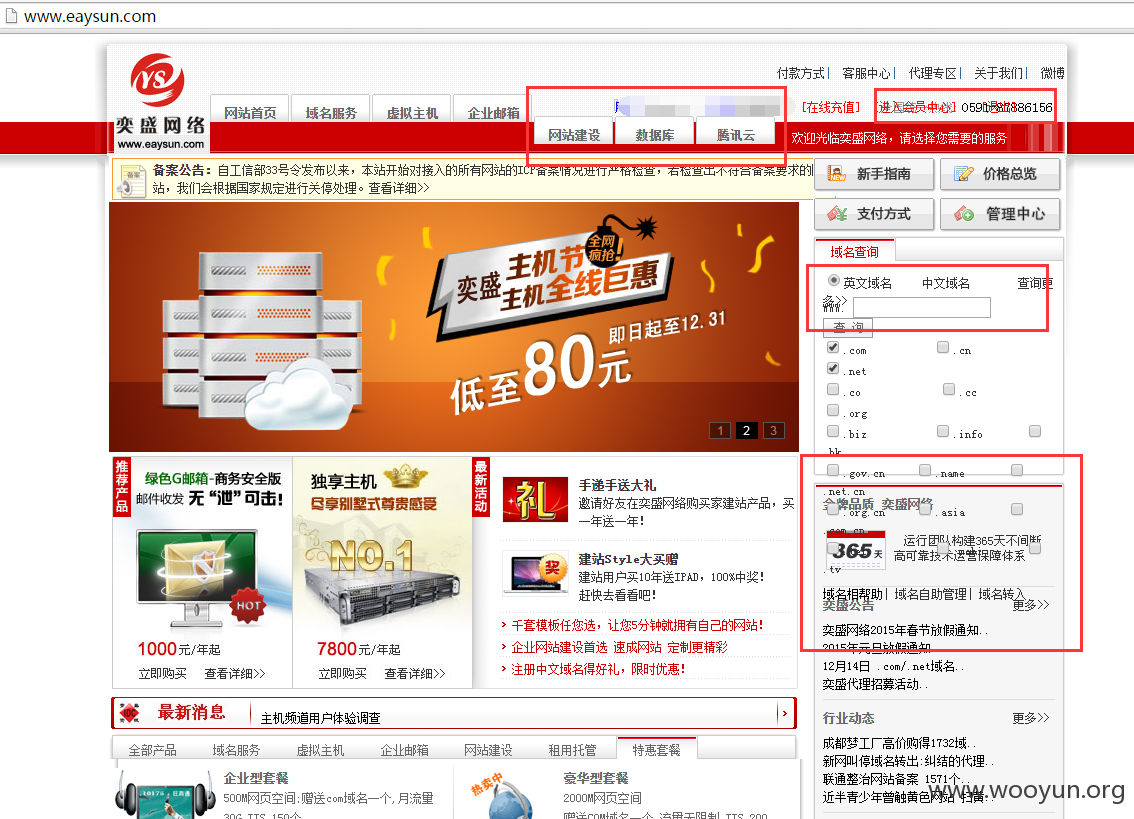 www.eaysun.com
付款方式| 客服中心| 代理专区| 关于我们| 微博
YS
奕盛网络
www.eaysun.com
网站首页
域名服务
虚拟主机
企业邮箱
网站建设
数据库
腾讯云
[在线充值]
[进入会员中心]
欢迎光临奕盛网络，请选择您需要的服务
备案
备案公告：自工信部33号令发布以来，本站开始对接入的所有网站的ICP备案情况进行严格检查，若检查出不符合备案要求的
站，我们会根据国家规定进行关停处理。查看详细>>
NEW
新手指南
价格总览
支付方式
管理中心
全网
疯抢!
奕盛
主机节
主机全线巨惠
即日起至12.31
低至80元
1 2 3
域名查询
英文域名 中文域名 查询更
多>>
www.
查 询
.com .cn
.net
.co .cc
.org
.biz .info
.gov.cn .name
.net.cn
.org.cn .asia
.com.cn
.tv
金牌品质 奕盛网络
365天
运行团队构建365天不间断
高可靠技术运营保障体系
域名相帮助| 域名自助管理| 域名转入
奕盛公告 更多>>
奕盛网络2015年春节放假通知..
2015年元旦放假通知
12月14日 .com/.net域名..
奕盛代理招募活动..
行业动态 更多>>
成都梦工厂高价购得1732域..
新网叫停域名转出:纠结的代理..
联通整治网站备案 1571个..
近半青少年曾触黄色网站 扫黄..
推荐产品
绿色G邮箱-商务安全版
邮件收发 无“泄”可击!
HOT
1000元/年起
立即购买 查看详细>>
独享主机
尽享别墅式尊贵感受
NO.1
7800元/年起
立即购买 查看详细>>
最新活动
礼
手递手送大礼
邀请好友在奕盛网络购买家建站产品，买
一年送一年!
奖
建站Style大买赠
建站用户买10年送IPAD，100%中奖!
赶快去看看吧!
千套模板任您选，让您5分钟就拥有自己的网站!
企业网站建设首选 速成网站 定制更精彩
注册中文域名得好礼，限时优惠!
最新消息
主机频道用户体验调查
全部产品
域名服务
虚拟主机
企业邮箱
网站建设
租用托管
特惠套餐
企业型套餐
500M网页空间:赠送com域名一个,月流量
热卖中
豪华型套餐
2000M网页空间
www.wooyun.org